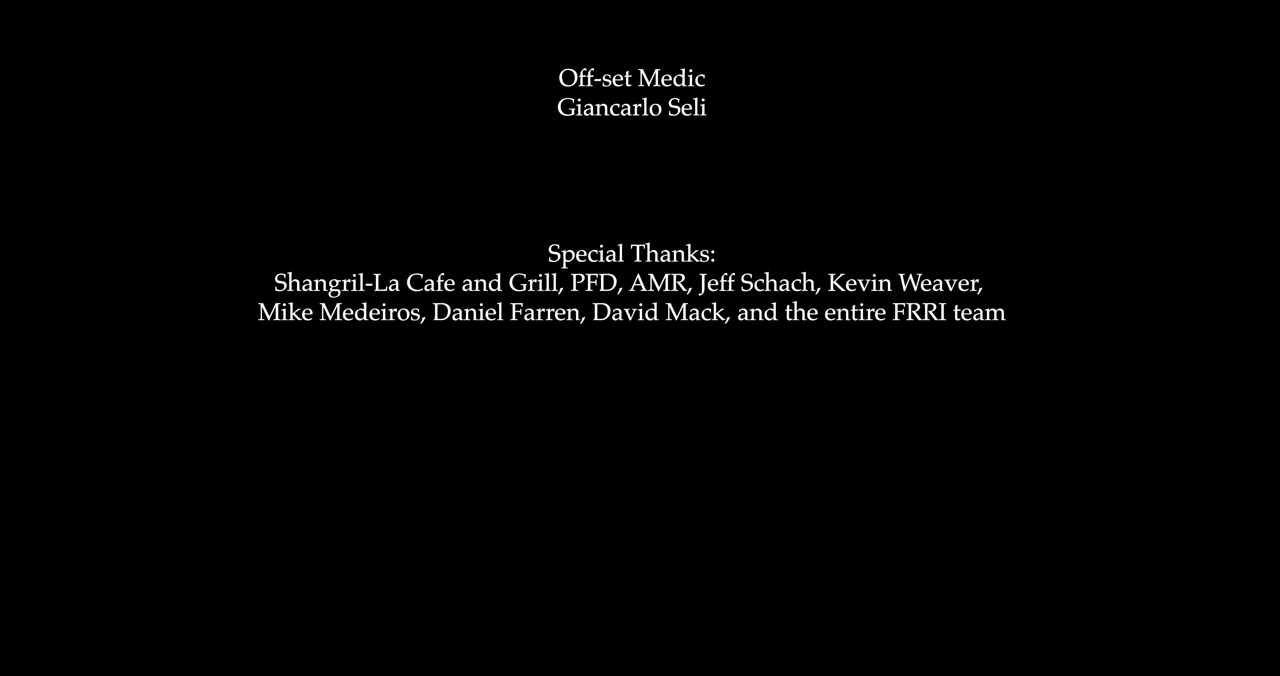 Off-set Medic
Giancarlo Seli
Special Thanks:
Shangril-La Cafe and Grill, PFD, AMR, Jeff Schach, Kevin Weaver,
Mike Medeiros, Daniel Farren, David Mack, and the entire FRRI team